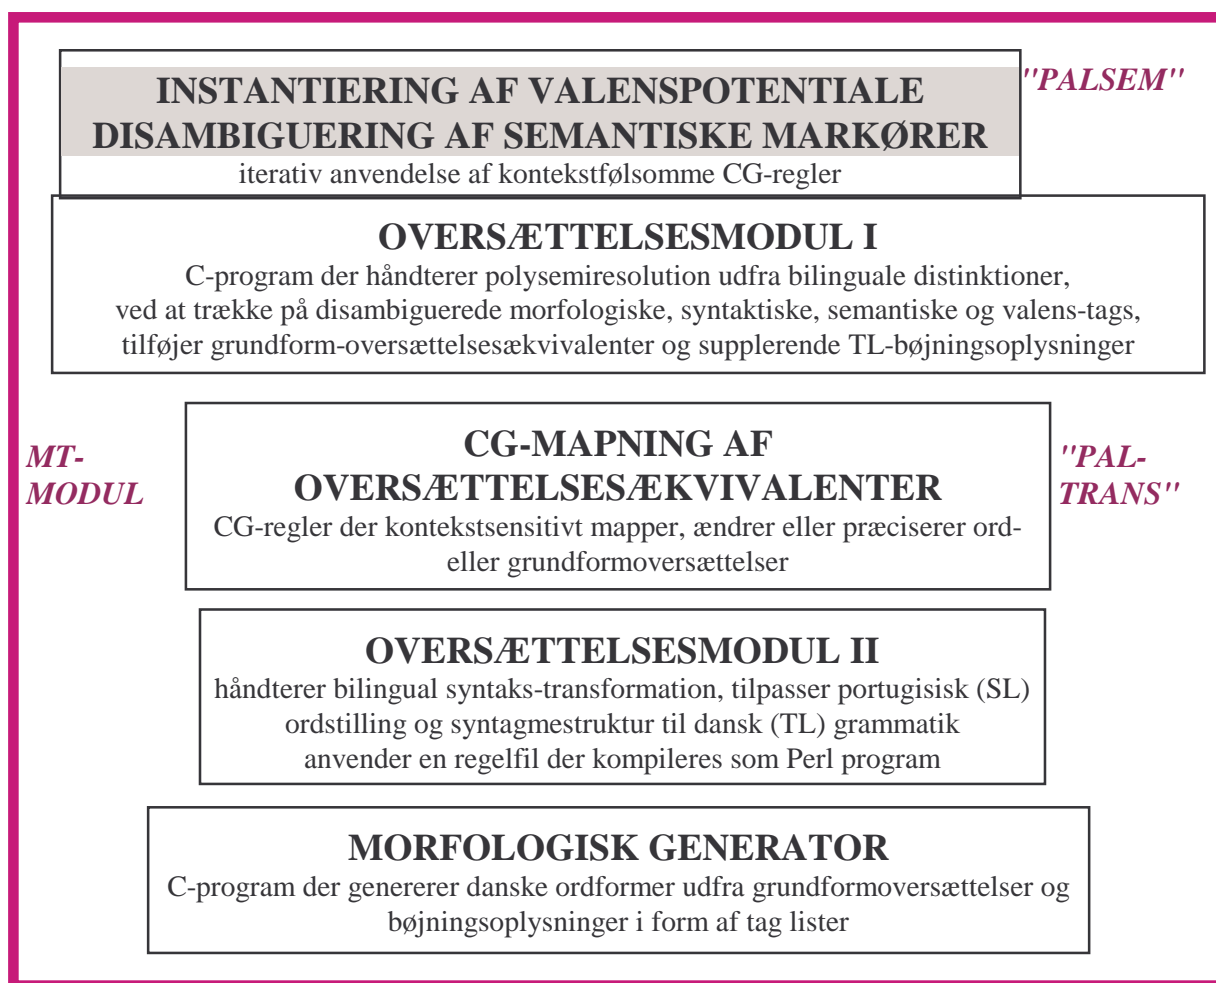 INSTANTIERING AF VALENSPOTENTIALE
DISAMBIGUERING AF SEMANTISKE MARKØRER
iterativ anvendelse af kontekstfølsomme CG-regler
"PALSEM"
OVERSÆTTELSESMODUL I
C-program der håndterer polysemiresolution udfra bilinguale distinktioner,
ved at trække på disambiguerede morfologiske, syntaktiske, semantiske og valens-tags,
tilføjer grundform-oversættelsesækvivalenter og supplerende TL-bøjningsoplysninger
MT-
MODUL
CG-MAPNING AF
OVERSÆTTELSESÆKVIVALENTER
CG-regler der kontekstsensitivt mapper, ændrer eller præciserer ord-
eller grundformoversættelser
"PAL-
TRANS"
OVERSÆTTELSESMODUL II
håndterer bilingual syntaks-transformation, tilpasser portugisisk (SL)
ordstilling og syntagmestruktur til dansk (TL) grammatik
anvender en regelfil der kompileres som Perl program
MORFOLOGISK GENERATOR
C-program der genererer danske ordformer udfra grundformoversættelser og
bøjningsoplysninger i form af tag lister